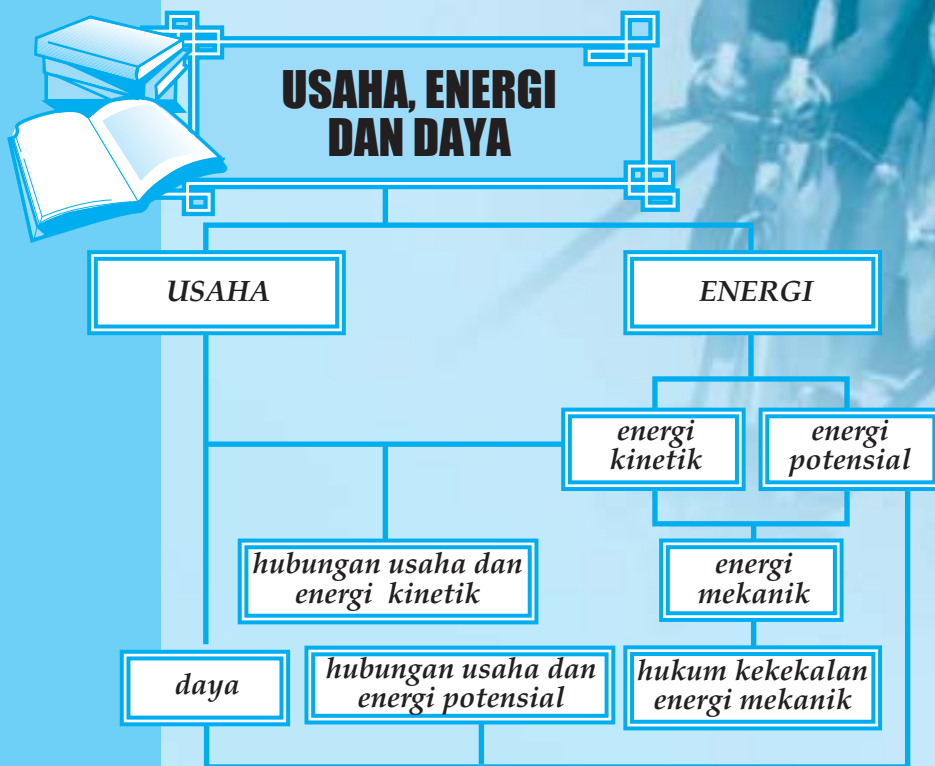 USAHA, ENERGI
DAN DAYA
USAHA
ENERGI
energi
kinetik
energi
potensial
hubungan usaha dan
energi kinetik
energi
mekanik
daya
hubungan usaha dan
energi potensial
hukum kekekalan
energi mekanik